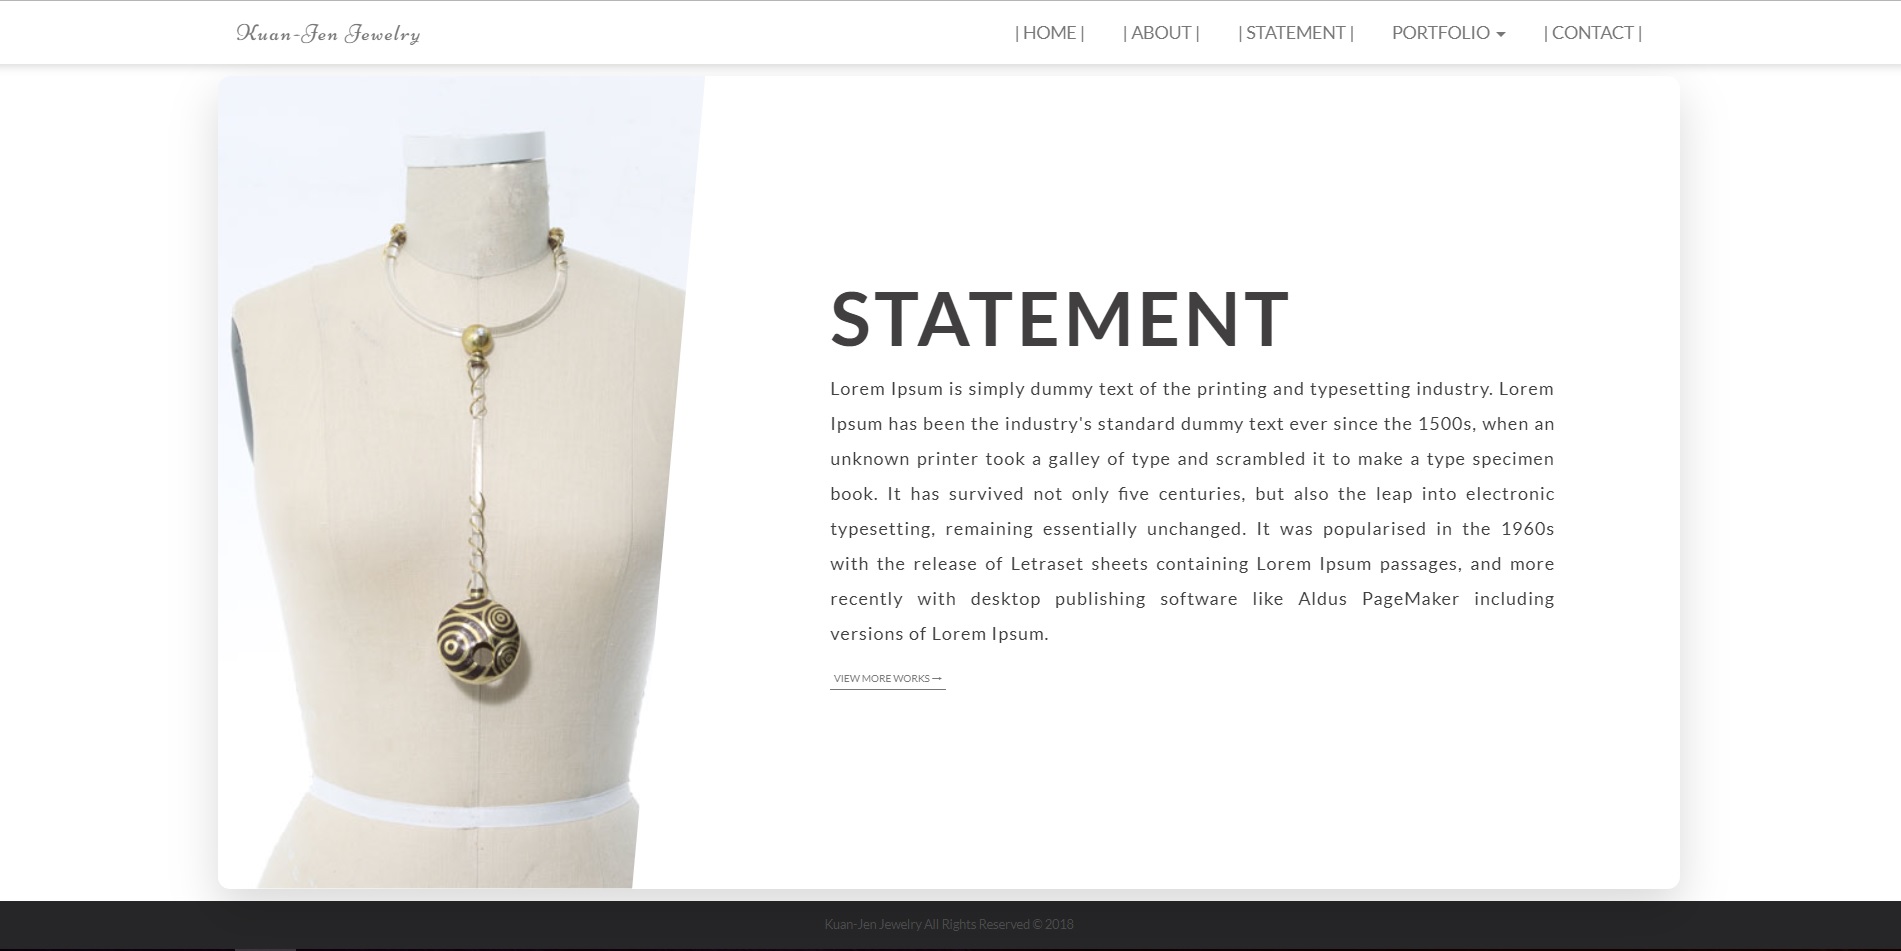 Kuan-Jen Jewelry
| HOME | | ABOUT | | STATEMENT | PORTFOLIO | CONTACT |
STATEMENT
Lorem Ipsum is simply dummy text of the printing and typesetting industry. Lorem
Ipsum has been the industry's standard dummy text ever since the 1500s, when an
unknown printer took a galley of type and scrambled it to make a type specimen
book. It has survived not only five centuries, but also the leap into electronic
typesetting, remaining essentially unchanged. It was popularised in the 1960s
with the release of Letraset sheets containing Lorem Ipsum passages, and more
recently with desktop publishing software like Aldus PageMaker including
versions of Lorem Ipsum.
VIEW MORE WORKS →
Kuan-Jen Jewelry All Rights Reserved © 2018